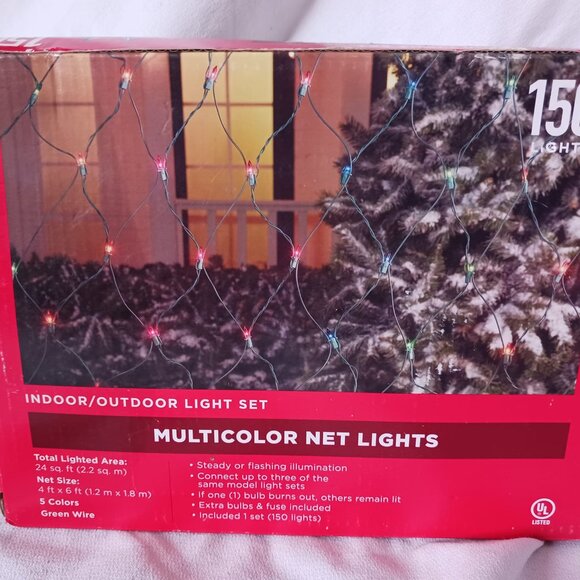 150
LIGHTS
INDOOR/OUTDOOR LIGHT SET
MULTICOLOR NET LIGHTS
Total Lighted Area:
24 sq. ft (2.2 sq. m)
Net Size:
4 ft x 6 ft (1.2 m x 1.8 m)
5 Colors
Green Wire
• Steady or flashing illumination
• Connect up to three of the
same model light sets
• if one (1) bulb burns out, others remain lit
• Extra bulbs & fuse included
• Included 1 set (150 lights)
UL
LISTED